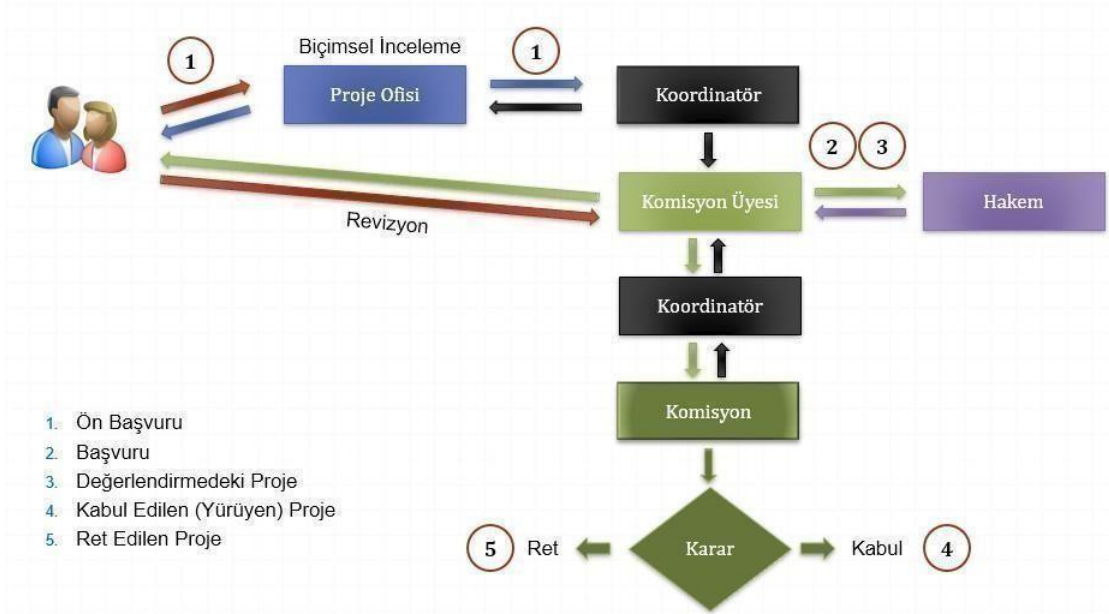 Biçimsel İnceleme
1
1
Proje Ofisi
Koordinatör
2
3
Komisyon Üyesi
Hakem
Revizyon
Koordinatör
Komisyon
1. Ön Başvuru
2. Başvuru
3. Değerlendirmedeki Proje
4. Kabul Edilen (Yürüyen) Proje
5. Ret Edilen Proje
5
Ret
Karar
Kabul
4